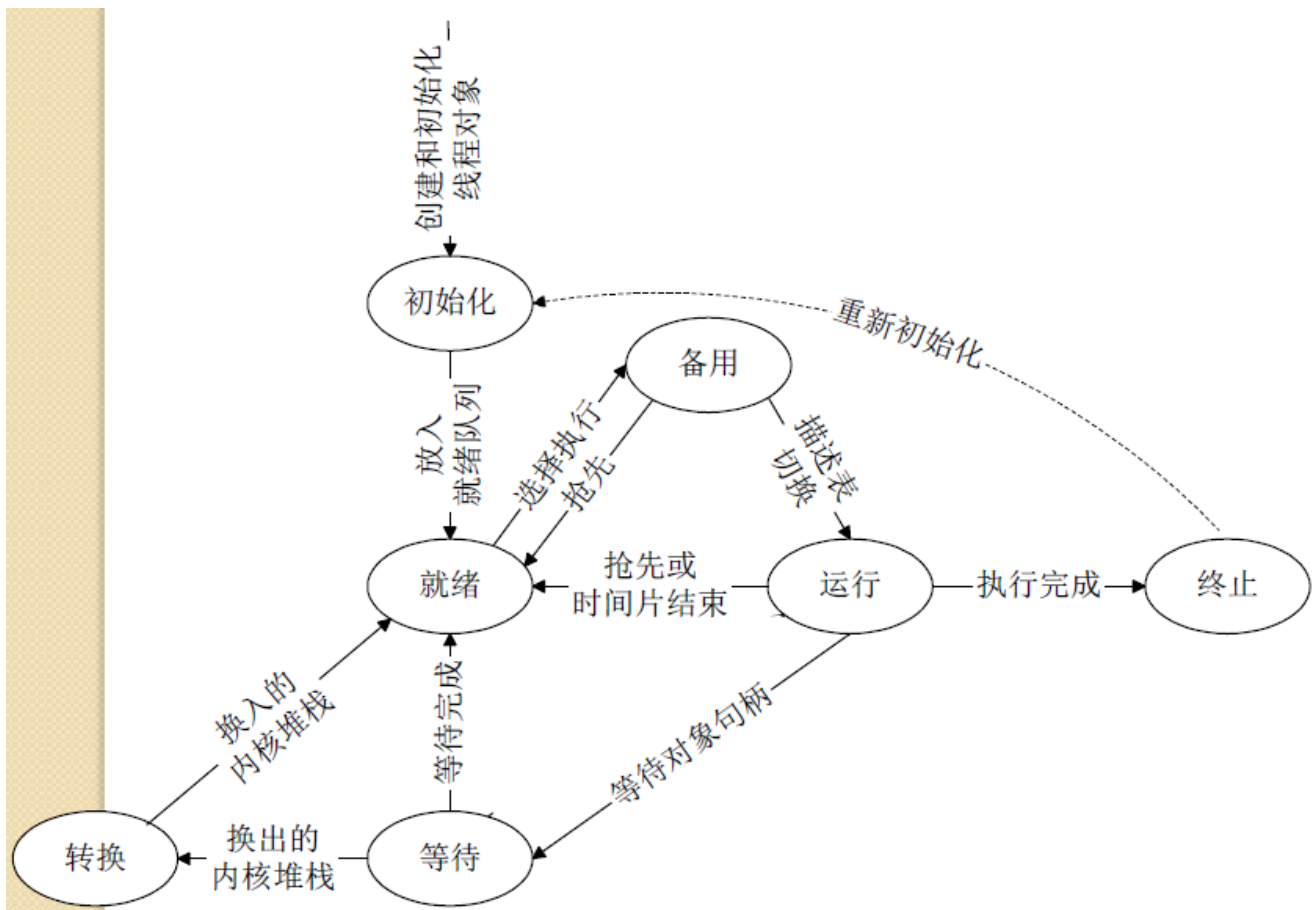 创建和初始化
线程对象
初始化
重新初始化
备用
放入
就绪队列
选择执行
抢先
描述表
切换
就绪
抢先或
时间片结束
运行
执行完成
终止
换入的
内核堆栈
等待完成
等待对象句柄
转换
换出的
内核堆栈
等待